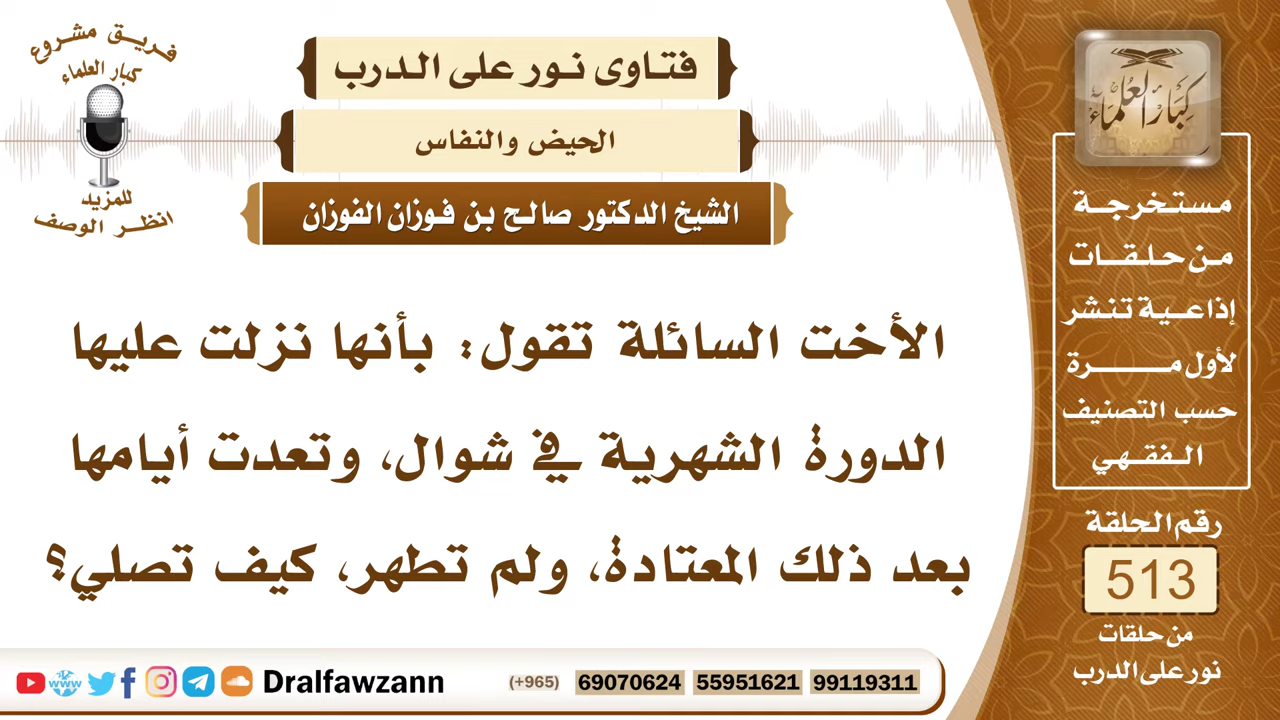 فريق مشروع
كبار العلماء
للمزيد
انظر الوصف
فتاوى نور على الدرب
الحيض والنفاس
الشيخ الدكتور صالح بن فوزان الفوزان
الأخت السائلة تقول: بأنها نزلت عليها
الدورة الشهرية في شوال، وتعدت أيامها
بعد ذلك المعتادة، ولم تطهر، كيف تصلي؟
كبار العلماء
مستخرجة
من حلقات
إذاعية تنشر
لأول مرة
حسب التصنيف
الفقهي
رقم الحلقة
513
من حلقات
نور على الدرب
www
Dralfawzann
(+965) 69070624 55951621 99119311